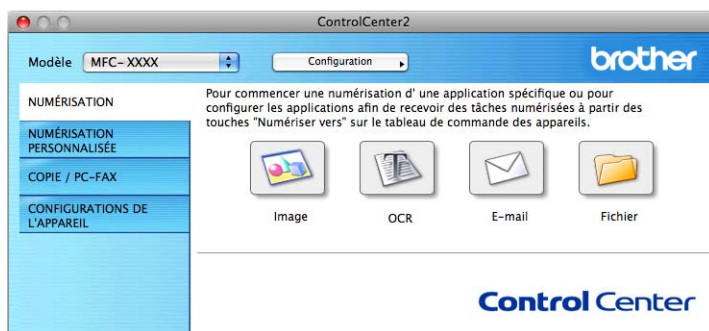 ControlCenter2
Modèle MFC- XXXX Configuration brother
NUMÉRISATION
NUMÉRISATION
PERSONNALISÉE
COPIE / PC-FAX
CONFIGURATIONS DE
L'APPAREIL
Pour commencer une numérisation d' une application spécifique ou pour
configurer les applications afin de recevoir des tâches numérisées à partir des
touches "Numériser vers" sur le tableau de commande des appareils.
Image OCR E-mail Fichier
Control Center